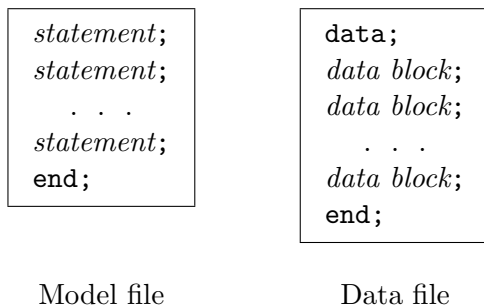 statement;
statement;
. . .
statement;
end;
Model file
data;
data block;
data block;
. . .
data block;
end;
Data file